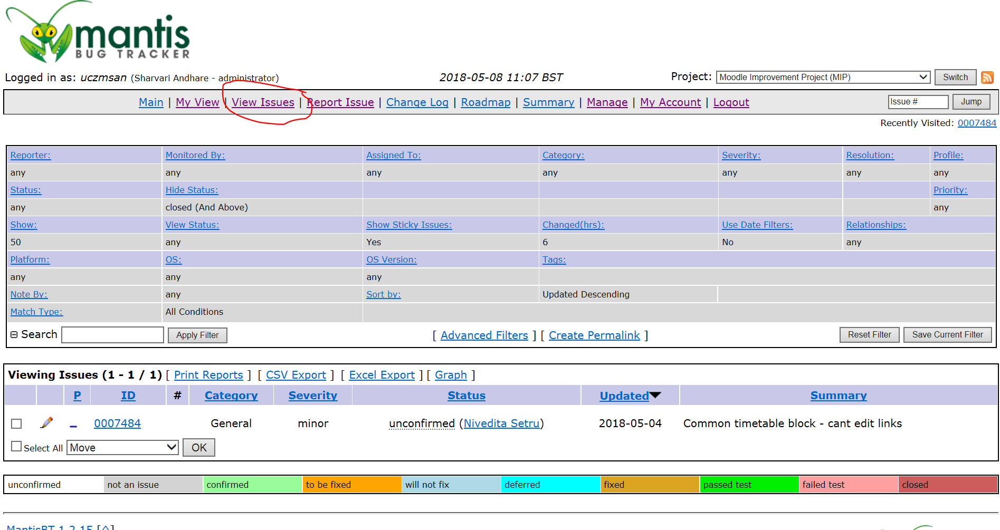 mantis
BUG TRACKER
Logged in as: uczmsan (Sharvari Andhare - administrator) 2018-05-08 11:07 BST Project: Moodle Improvement Project (MIP) Switch
Main | My View | View Issues | Report Issue | Change Log | Roadmap | Summary | Manage | My Account | Logout Issue # Jump
Recently Visited: 0007484
Reporter: Monitored By: Assigned To: Category: Severity: Resolution: Profile:
any any any any any any any
Status: Hide Status: Priority:
any closed (And Above) any
Show: View Status: Show Sticky Issues: Changed(hrs): Use Date Filters: Relationships:
50 any Yes 6 No any
Platform: OS: OS Version: Tags:
any any any
Note By: any Sort by: Updated Descending
Match Type: All Conditions
Search Apply Filter [ Advanced Filters ] [ Create Permalink ] Reset Filter Save Current Filter
Viewing Issues (1 - 1 / 1) [ Print Reports ] [ CSV Export ] [ Excel Export ] [ Graph ]
P ID # Category Severity Status Updated Summary
0007484 General minor unconfirmed (Nivedita Setru) 2018-05-04 Common timetable block - cant edit links
Select All Move OK
unconfirmed not an issue confirmed to be fixed will not fix deferred fixed passed test failed test closed
MantisBT 1.2.15 [^]